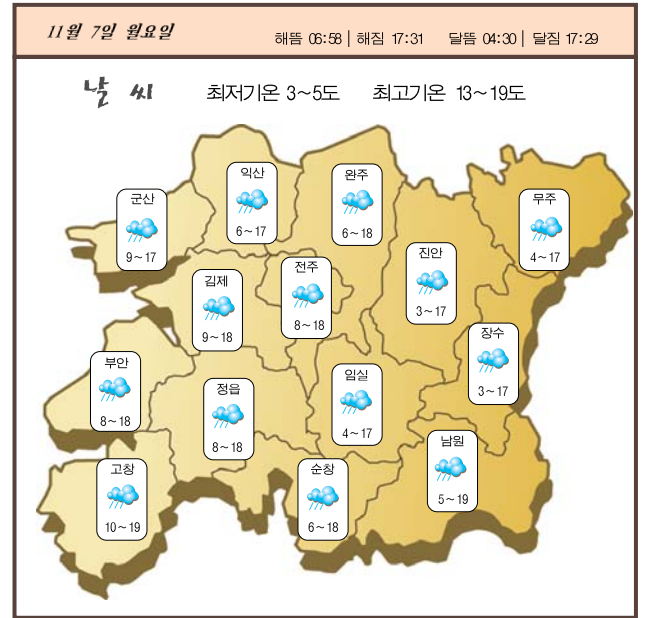 11월 7일 월요일
해뜸 06:58 | 해짐 17:31 달뜸 04:30 | 달짐 17:29
날 씨 최저기온 3~5도 최고기온 13~19도
익산
6~17
완주
6~18
군산
9~17
무주
4~17
진안
3~17
김제
9~18
전주
8~18
장수
3~17
부안
8~18
정읍
8~18
임실
4~17
남원
5~19
고창
10~19
순창
6~18